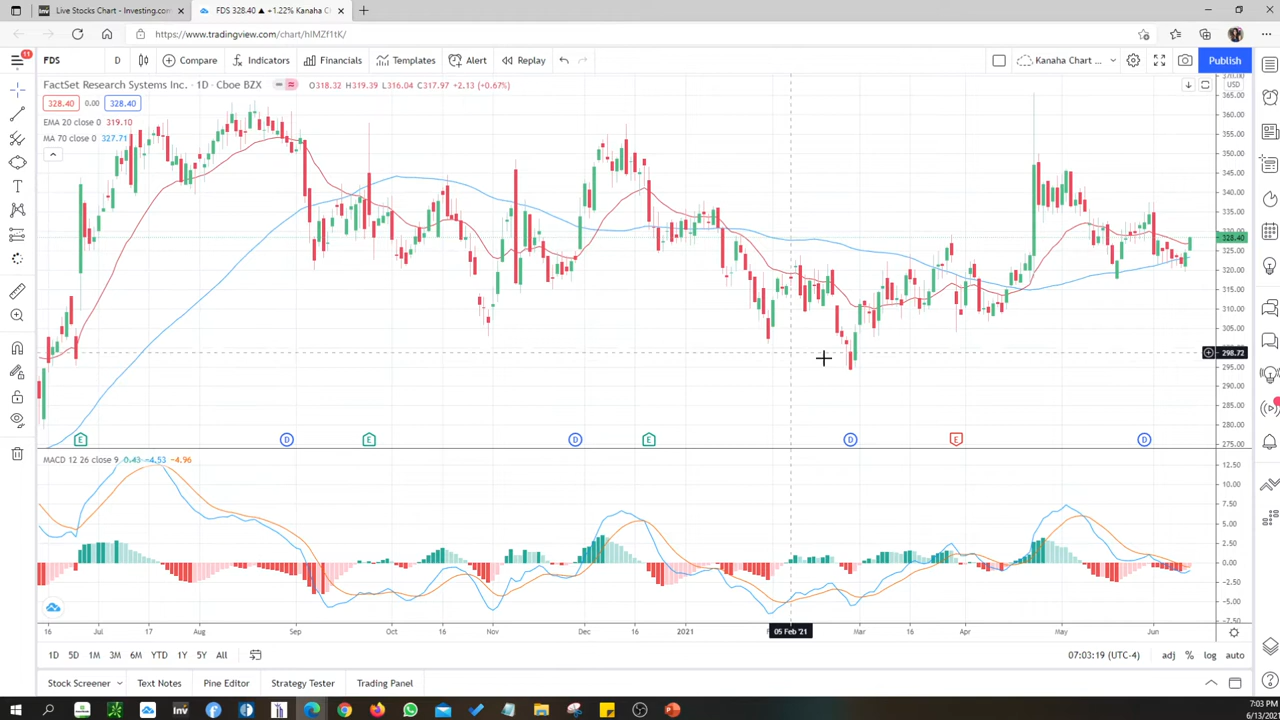 Live Stocks Chart - Investing.com
FDS 328.40 ▲ +1.22% Kanaha C
https://www.tradingview.com/chart/hIMZf1tK/
11
FDS
D
Compare
Indicators
Financials
Templates
Alert
Replay
Kanaha Chart ...
Publish
FactSet Research Systems Inc. · 1D · Cboe BZX
O318.32 H319.39 L316.04 C317.97 +2.13 (+0.67%)
328.40 0.00 328.40
EMA 20 close 0 319.10
MA 70 close 0 327.71
370.00
USD
365.00
360.00
355.00
350.00
345.00
340.00
335.00
330.00
328.40
325.00
320.00
315.00
310.00
305.00
298.72
295.00
290.00
285.00
280.00
275.00
E D E D E D E D
MACD 12 26 close 9 0.43 -4.53 -4.96
12.50
10.00
7.50
5.00
2.50
0.00
-2.50
-5.00
-7.50
16 Jul 17 Aug Sep Oct 16 Nov Dec 16 2021 05 Feb '21 Mar 16 Apr May Jun
1D 5D 1M 3M 6M YTD 1Y 5Y All
07:03:19 (UTC-4)
adj % log auto
Stock Screener
Text Notes
Pine Editor
Strategy Tester
Trading Panel
Inv
7:03 PM
6/13/2021